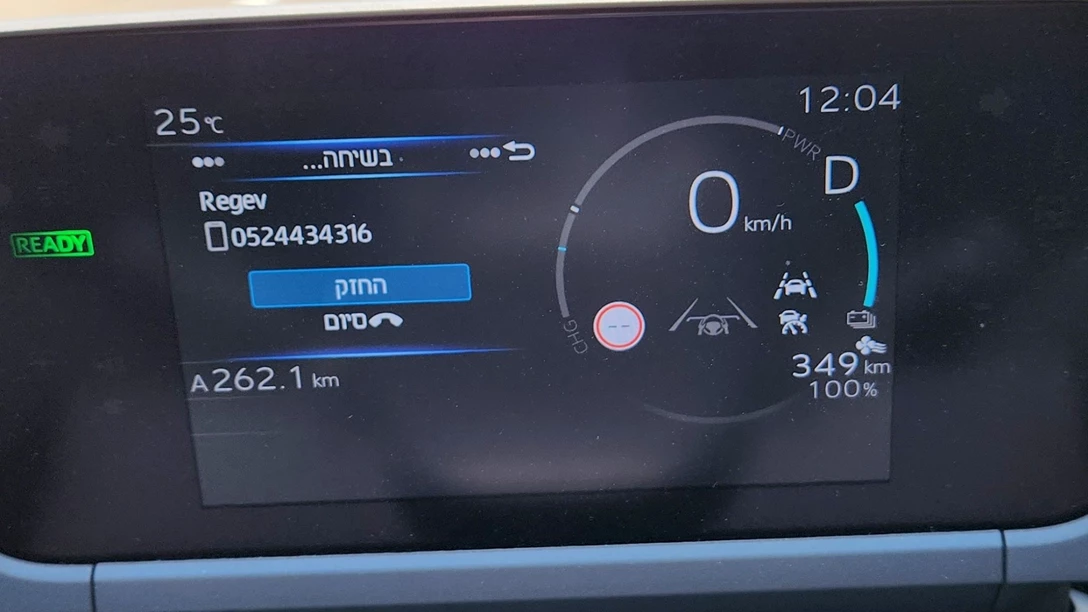 25°C
12:04
••• בשיחה... •••
PWR
D
Regev
0 km/h
0524434316
READY
החזק
סיום
CHG
--
A 262.1 km
349 km
100%